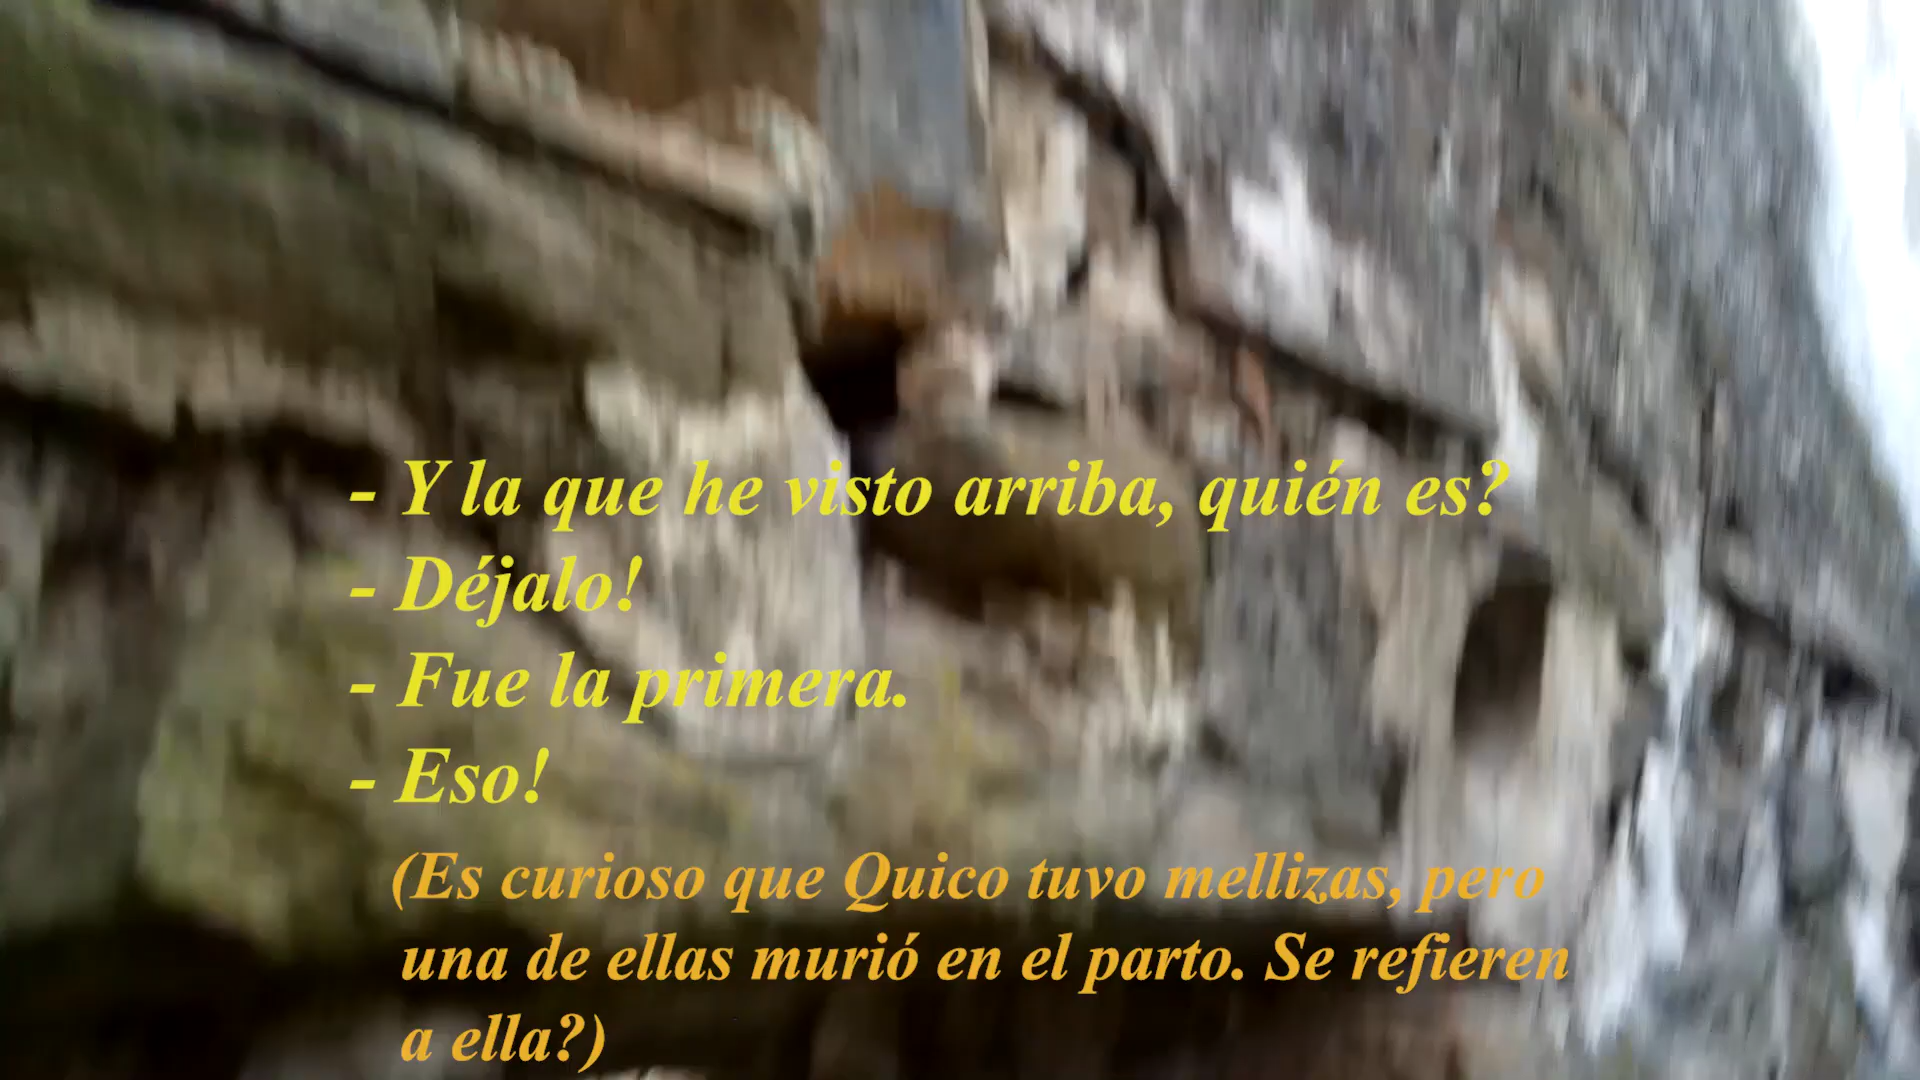 - Y la que he visto arriba, quién es?
- Déjalo!
- Fue la primera.
- Eso!
(Es curioso que Quico tuvo mellizas, pero
una de ellas murió en el parto. Se refieren
a ella?)